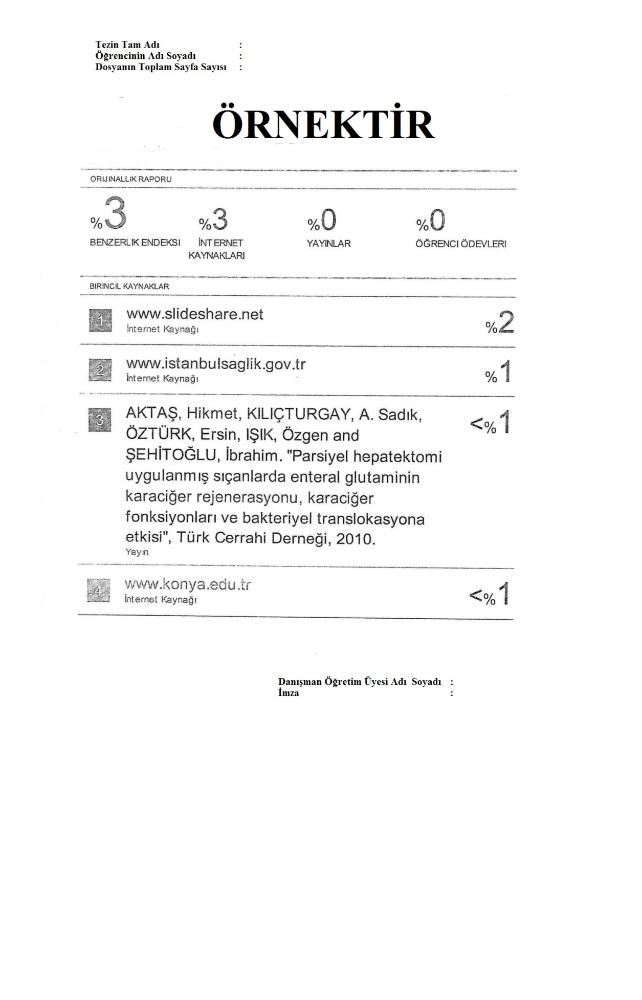 Tezin Tam Adı :
Öğrencinin Adı Soyadı :
Dosyanın Toplam Sayfa Sayısı :
ÖRNEKTİR
ORIJINALLIK RAPORU
%3 %3 %0 %0
BENZERLIK ENDEKSI İNTERNET YAYINLAR ÖĞRENCI ÖDEVLERI
KAYNAKLARI
BIRINCIL KAYNAKLAR
1 www.slideshare.net %2
İnternet Kaynağı
2 www.istanbulsaglik.gov.tr %1
İnternet Kaynağı
3 AKTAŞ, Hikmet, KILIÇTURGAY, A. Sadık, <%1
ÖZTÜRK, Ersin, IŞIK, Özgen and
ŞEHİTOĞLU, İbrahim. "Parsiyel hepatektomi
uygulanmış sıçanlarda enteral glutaminin
karaciğer rejenerasyonu, karaciğer
fonksiyonları ve bakteriyel translokasyona
etkisi", Türk Cerrahi Derneği, 2010.
Yayın
4 www.konya.edu.tr <%1
İnternet Kaynağı
Danışman Öğretim Üyesi Adı Soyadı :
İmza :